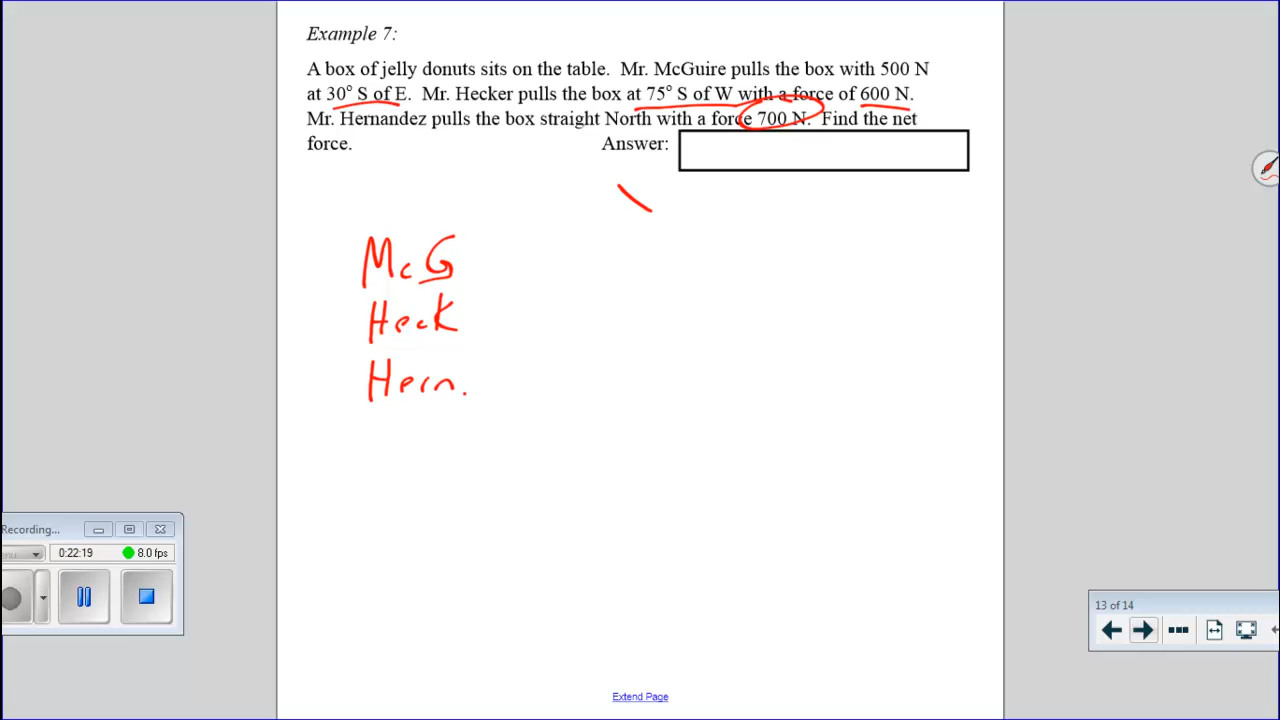 Example 7:
A box of jelly donuts sits on the table. Mr. McGuire pulls the box with 500 N
at 30° S of E. Mr. Hecker pulls the box at 75° S of W with a force of 600 N.
Mr. Hernandez pulls the box straight North with a force 700 N. Find the net
force. Answer:
McG
Heck
Hern.
Recording...
enu
0:22:19 8.0 fps
13 of 14
Extend Page